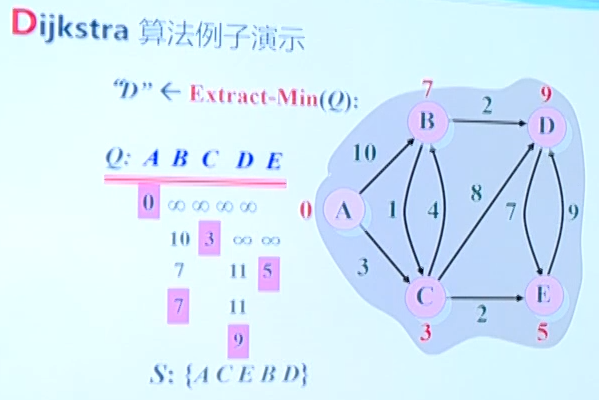 Dijkstra 算法例子演示
“D” ← Extract-Min(Q):
Q: A B C D E
0 ∞ ∞ ∞ ∞
10 3 ∞ ∞
7 11 5
7 11
9
S: {A C E B D}
7
9
B
2
D
10
0
A
1
4
8
7
9
3
C
2
E
3
5